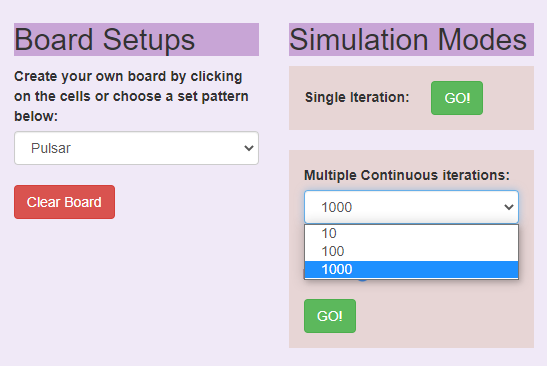 Board Setups
Create your own board by clicking
on the cells or choose a set pattern
below:
Pulsar
Clear Board
Simulation Modes
Single Iteration:
GO!
Multiple Continuous iterations:
1000
10
100
1000
GO!